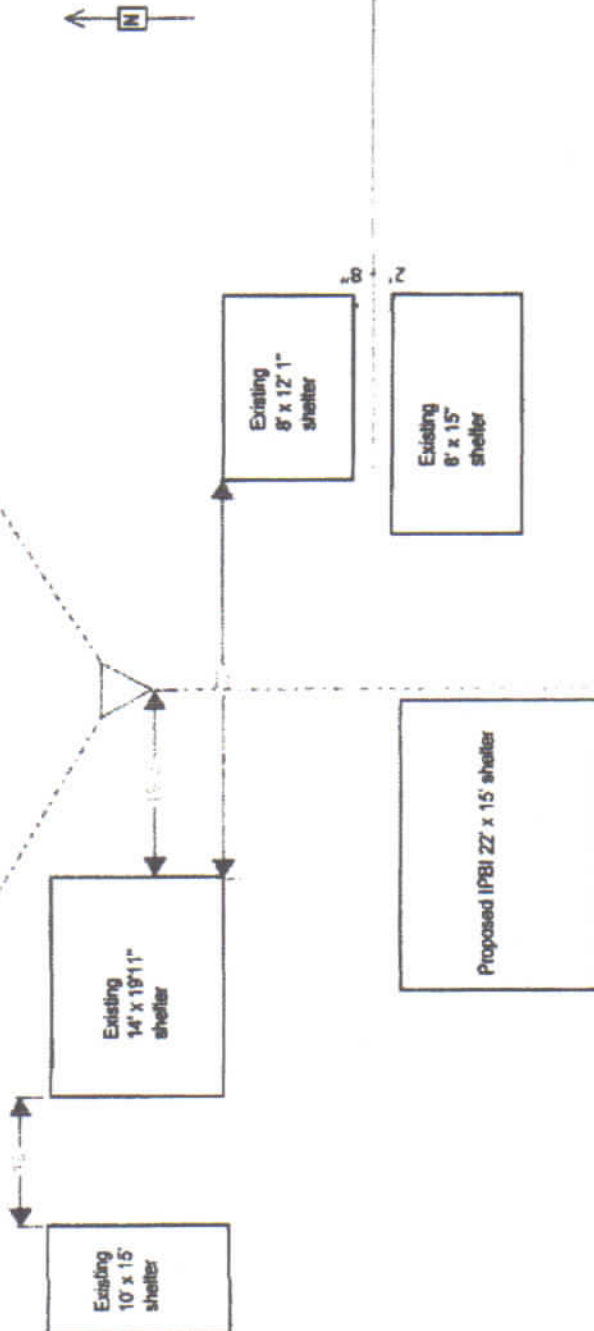 N
Existing
10' x 15'
shelter
Existing
14' x 19'11"
shelter
Existing
8' x 12' 1"
shelter
8"
Existing
8' x 15"
shelter
Proposed IPBI 22' x 15' shelter